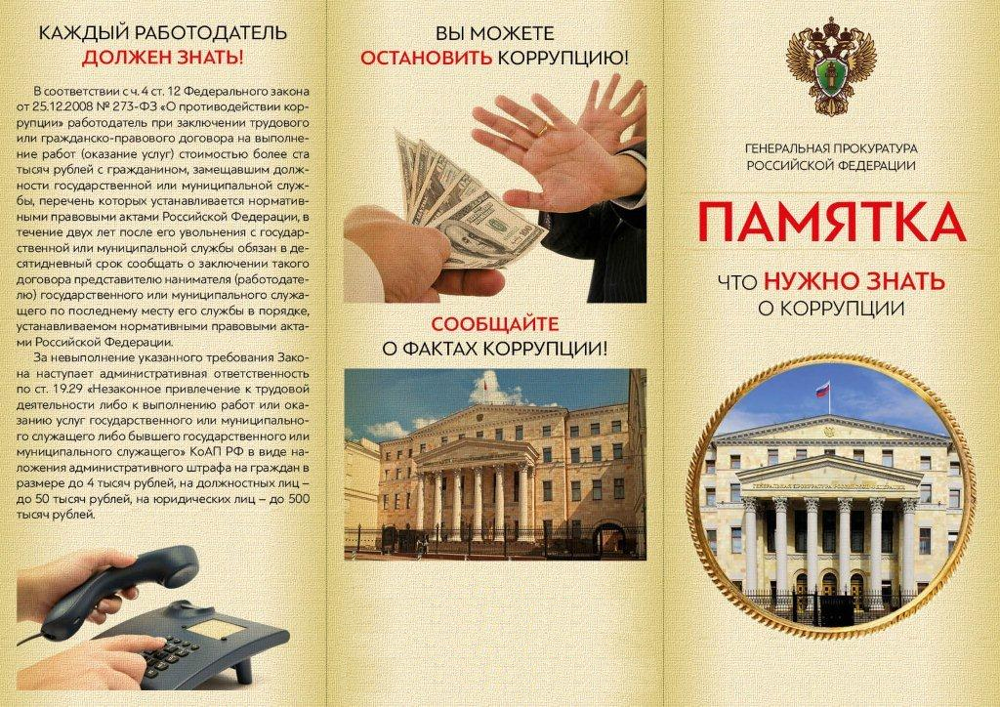 КАЖДЫЙ РАБОТОДАТЕЛЬ
ДОЛЖЕН ЗНАТЬ!
В соответствии с ч. 4 ст. 12 Федерального закона
от 25.12.2008 № 273-ФЗ «О противодействии кор-
рупции» работодатель при заключении трудового
или гражданско-правового договора на выполне-
ние работ (оказание услуг) стоимостью более ста
тысяч рублей с гражданином, замещавшим долж-
ности государственной или муниципальной служ-
бы, перечень которых устанавливается норматив-
ными правовыми актами Российской Федерации, в
течение двух лет после его увольнения с государ-
ственной или муниципальной службы обязан в де-
сятидневный срок сообщать о заключении такого
договора представителю нанимателя (работодате-
лю) государственного или муниципального служа-
щего по последнему месту его службы в порядке,
устанавливаемом нормативными правовыми акта-
ми Российской Федерации.
За невыполнение указанного требования Зако-
на наступает административная ответственность
по ст. 19.29 «Незаконное привлечение к трудовой
деятельности либо к выполнению работ или ока-
занию услуг государственного или муниципально-
го служащего либо бывшего государственного или
муниципального служащего» КоАП РФ в виде на-
ложения административного штрафа на граждан в
размере до 4 тысяч рублей, на должностных лиц –
до 50 тысяч рублей, на юридических лиц – до 500
тысяч рублей.
ВЫ МОЖЕТЕ
ОСТАНОВИТЬ КОРРУПЦИЮ!
100
СООБЩАЙТЕ
О ФАКТАХ КОРРУПЦИИ!
ГЕНЕРАЛЬНАЯ ПРОКУРАТУРА
РОССИЙСКОЙ ФЕДЕРАЦИИ
ПАМЯТКА
ЧТО НУЖНО ЗНАТЬ
О КОРРУПЦИИ
ГЕНЕРАЛЬНАЯ ПРОКУРАТУРА РОССИЙСКОЙ ФЕДЕРАЦИИ